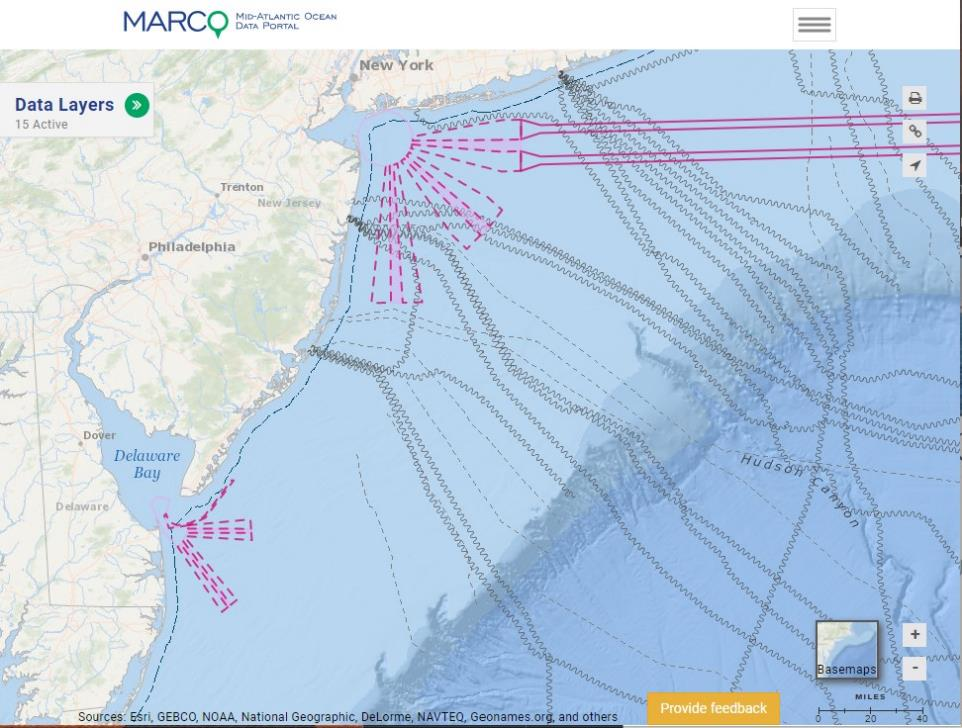 MARCO
MID-ATLANTIC OCEAN
DATA PORTAL
New York
Data Layers
15 Active
Trenton
New Jersey
Philadelphia
Dover
Delaware
Bay
Delaware
Hudson Canyon
Basemaps
+
-
MILES
0 20 40
Sources: Esri, GEBCO, NOAA, National Geographic, DeLorme, NAVTEQ, Geonames.org, and others
Provide feedback